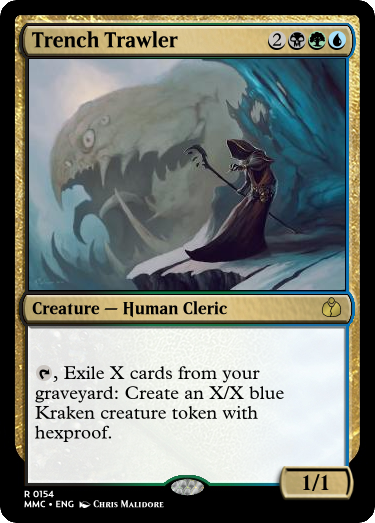 Trench Trawler 2
Creature — Human Cleric
, Exile X cards from your
graveyard: Create an X/X blue
Kraken creature token with
hexproof.
1/1
R 0154
MMC • ENG Chris Malidore